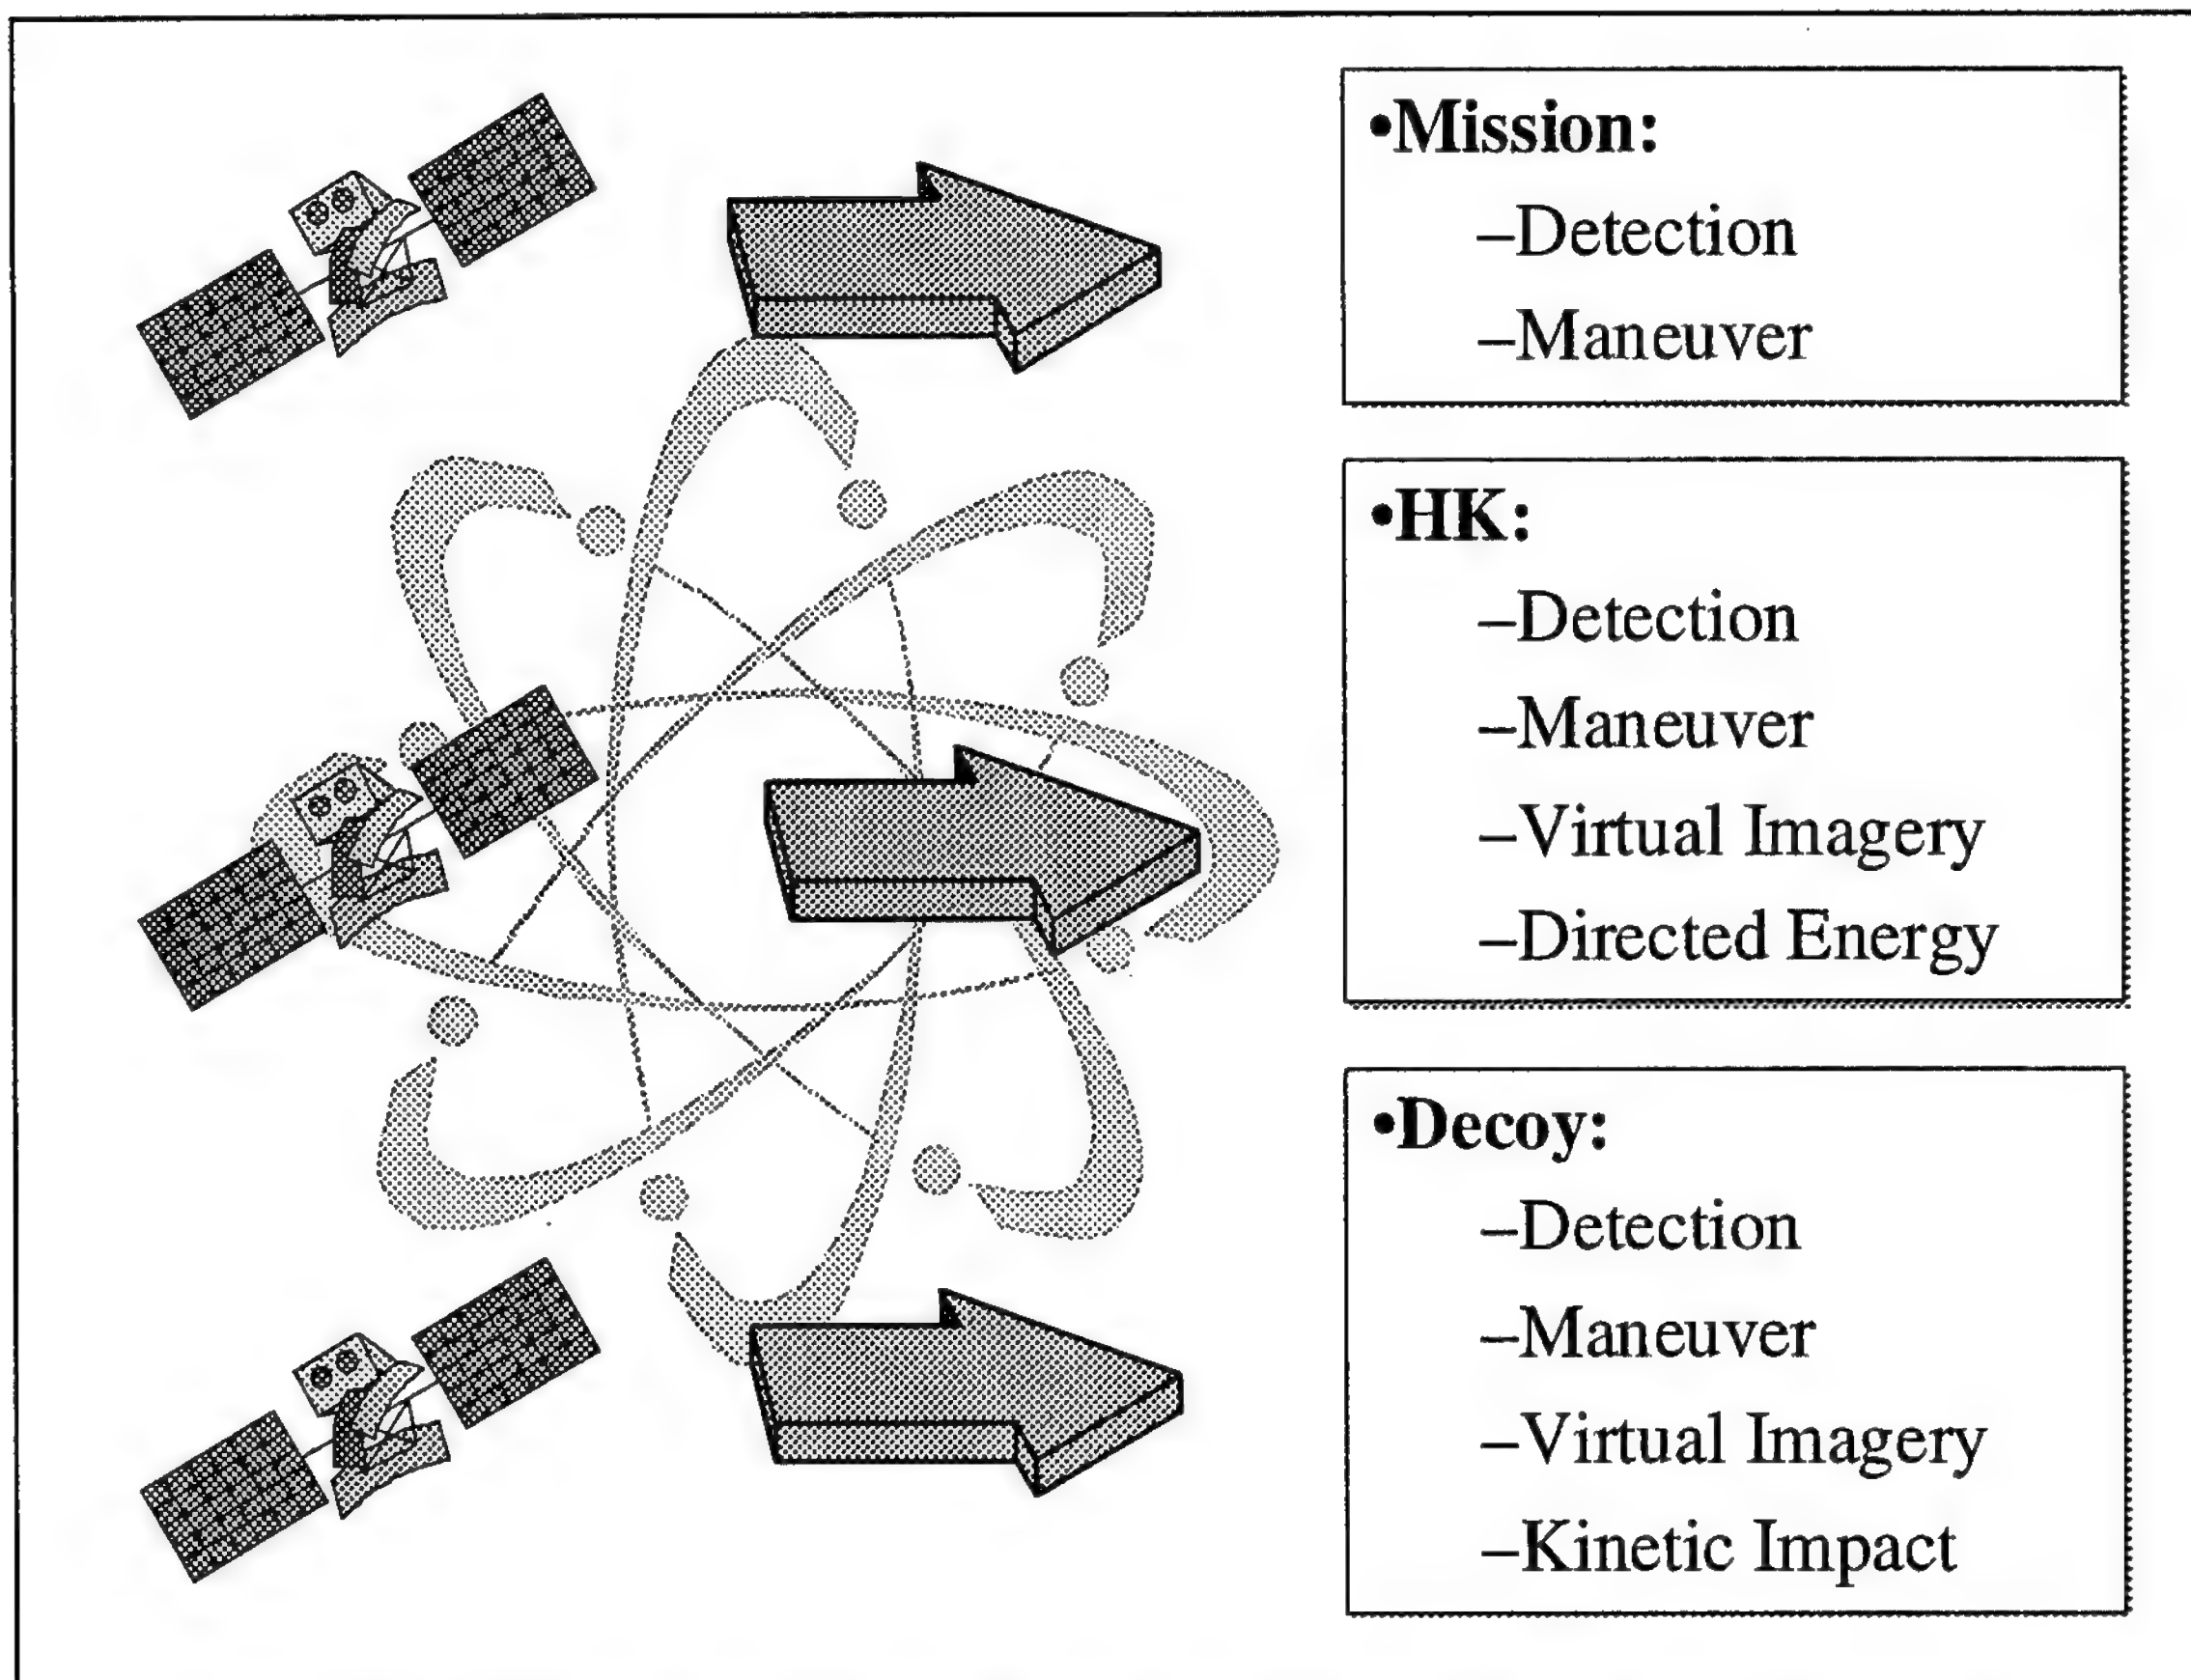 •Mission:
–Detection
–Maneuver
•HK:
–Detection
–Maneuver
–Virtual Imagery
–Directed Energy
•Decoy:
–Detection
–Maneuver
–Virtual Imagery
–Kinetic Impact